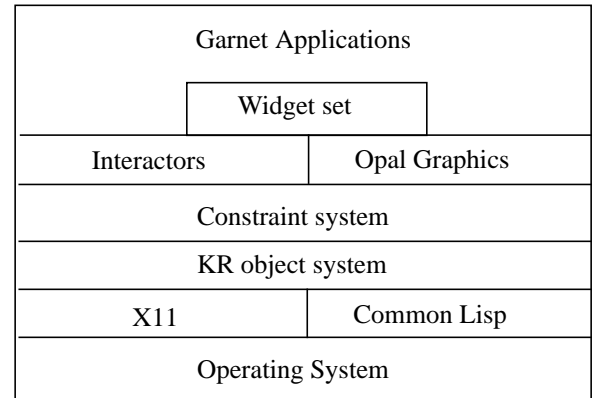 Garnet Applications
Widget set
Interactors
Opal Graphics
Constraint system
KR object system
X11
Common Lisp
Operating System